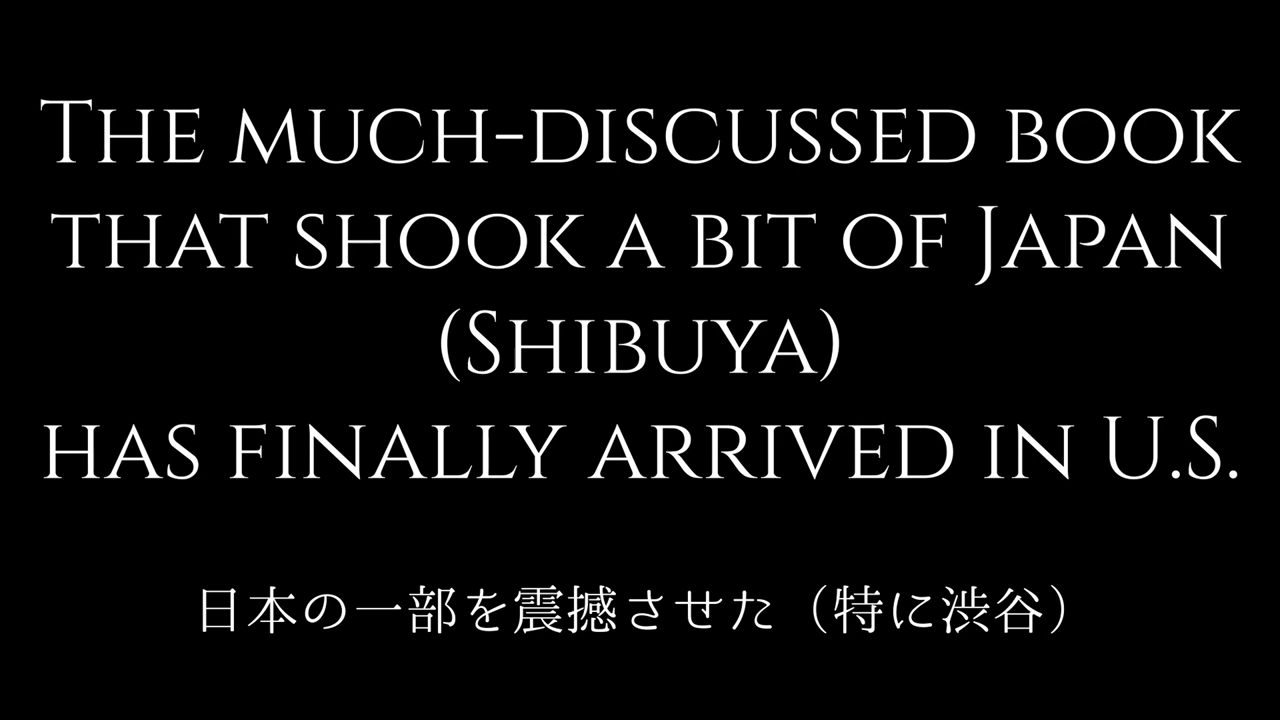 The much-discussed book
that shook a bit of Japan
(Shibuya)
has finally arrived in U.S.
日本の一部を震撼させた（特に渋谷）